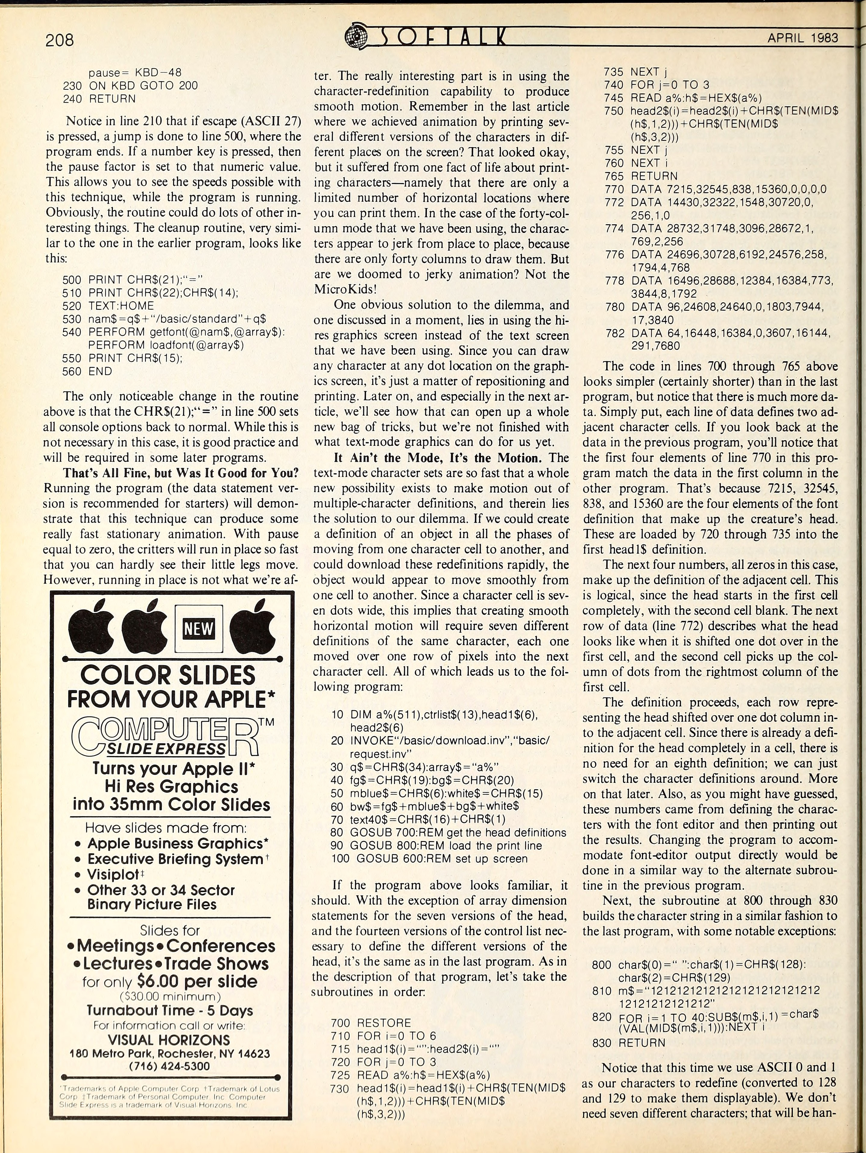 208
SOFTALK
APRIL 1983
pause= KBD-48
230 ON KBD GOTO 200
240 RETURN
Notice in line 210 that if escape (ASCII 27)
is pressed, a jump is done to line 500, where the
program ends. If a number key is pressed, then
the pause factor is set to that numeric value.
This allows you to see the speeds possible with
this technique, while the program is running.
Obviously, the routine could do lots of other in-
teresting things. The cleanup routine, very simi-
lar to the one in the earlier program, looks like
this:
500 PRINT CHR$(21);"="
510 PRINT CHR$(22);CHR$(14);
520 TEXT:HOME
530 nam$=q$+"/basic/standard"+q$
540 PERFORM getfont(@nam$,@array$):
PERFORM loadfont(@array$)
550 PRINT CHR$(15);
560 END
The only noticeable change in the routine
above is that the CHR$(21);"=" in line 500 sets
all console options back to normal. While this is
not necessary in this case, it is good practice and
will be required in some later programs.
That's All Fine, but Was It Good for You?
Running the program (the data statement ver-
sion is recommended for starters) will demon-
strate that this technique can produce some
really fast stationary animation. With pause
equal to zero, the critters will run in place so fast
that you can hardly see their little legs move.
However, running in place is not what we're af-
NEW
COLOR SLIDES
FROM YOUR APPLE*
COMPUTER™
SLIDE EXPRESS
Turns your Apple II*
Hi Res Graphics
into 35mm Color Slides
Have slides made from:
• Apple Business Graphics*
• Executive Briefing System†
• Visiplot‡
• Other 33 or 34 Sector
Binary Picture Files
Slides for
•Meetings•Conferences
•Lectures•Trade Shows
for only $6.00 per slide
($30.00 minimum)
Turnabout Time - 5 Days
For information call or write:
VISUAL HORIZONS
180 Metro Park, Rochester, NY 14623
(716) 424-5300
*Trademarks of Apple Computer Corp. †Trademark of Lotus
Corp. ‡Trademark of Personal Computer, Inc. Computer
Slide Express is a trademark of Visual Horizons, Inc.
ter. The really interesting part is in using the
character-redefinition capability to produce
smooth motion. Remember in the last article
where we achieved animation by printing sev-
eral different versions of the characters in dif-
ferent places on the screen? That looked okay,
but it suffered from one fact of life about print-
ing characters—namely that there are only a
limited number of horizontal locations where
you can print them. In the case of the forty-col-
umn mode that we have been using, the charac-
ters appear to jerk from place to place, because
there are only forty columns to draw them. But
are we doomed to jerky animation? Not the
MicroKids!
One obvious solution to the dilemma, and
one discussed in a moment, lies in using the hi-
res graphics screen instead of the text screen
that we have been using. Since you can draw
any character at any dot location on the graph-
ics screen, it's just a matter of repositioning and
printing. Later on, and especially in the next ar-
ticle, we'll see how that can open up a whole
new bag of tricks, but we're not finished with
what text-mode graphics can do for us yet.
It Ain't the Mode, It's the Motion. The
text-mode character sets are so fast that a whole
new possibility exists to make motion out of
multiple-character definitions, and therein lies
the solution to our dilemma. If we could create
a definition of an object in all the phases of
moving from one character cell to another, and
could download these redefinitions rapidly, the
object would appear to move smoothly from
one cell to another. Since a character cell is sev-
en dots wide, this implies that creating smooth
horizontal motion will require seven different
definitions of the same character, each one
moved over one row of pixels into the next
character cell. All of which leads us to the fol-
lowing program:
10 DIM a%(511),ctrlist$(13),head1$(6),
head2$(6)
20 INVOKE"/basic/download.inv","basic/
request.inv"
30 q$=CHR$(34):array$="a%"
40 fg$=CHR$(19):bg$=CHR$(20)
50 mblue$=CHR$(6):white$=CHR$(15)
60 bw$=fg$+mblue$+bg$+white$
70 text40$=CHR$(16)+CHR$(1)
80 GOSUB 700:REM get the head definitions
90 GOSUB 800:REM load the print line
100 GOSUB 600:REM set up screen
If the program above looks familiar, it
should. With the exception of array dimension
statements for the seven versions of the head,
and the fourteen versions of the control list nec-
essary to define the different versions of the
head, it's the same as in the last program. As in
the description of that program, let's take the
subroutines in order:
700 RESTORE
710 FOR i=0 TO 6
715 head1$(i)="":head2$(i)=""
720 FOR j=0 TO 3
725 READ a%:h$=HEX$(a%)
730 head1$(i)=head1$(i)+CHR$(TEN(MID$
(h$,1,2)))+CHR$(TEN(MID$
(h$,3,2)))
735 NEXT j
740 FOR j=0 TO 3
745 READ a%:h$=HEX$(a%)
750 head2$(i)=head2$(i)+CHR$(TEN(MID$
(h$,1,2)))+CHR$(TEN(MID$
(h$,3,2)))
755 NEXT j
760 NEXT i
765 RETURN
770 DATA 7215,32545,838,15360,0,0,0,0
772 DATA 14430,32322,1548,30720,0,
256,1,0
774 DATA 28732,31748,3096,28672,1,
769,2,256
776 DATA 24696,30728,6192,24576,258,
1794,4,768
778 DATA 16496,28688,12384,16384,773,
3844,8,1792
780 DATA 96,24608,24640,0,1803,7944,
17,3840
782 DATA 64,16448,16384,0,3607,16144,
291,7680
The code in lines 700 through 765 above
looks simpler (certainly shorter) than in the last
program, but notice that there is much more da-
ta. Simply put, each line of data defines two ad-
jacent character cells. If you look back at the
data in the previous program, you'll notice that
the first four elements of line 770 in this pro-
gram match the data in the first column in the
other program. That's because 7215, 32545,
838, and 15360 are the four elements of the font
definition that make up the creature's head.
These are loaded by 720 through 735 into the
first head1$ definition.
The next four numbers, all zeros in this case,
make up the definition of the adjacent cell. This
is logical, since the head starts in the first cell
completely, with the second cell blank. The next
row of data (line 772) describes what the head
looks like when it is shifted one dot over in the
first cell, and the second cell picks up the col-
umn of dots from the rightmost column of the
first cell.
The definition proceeds, each row repre-
senting the head shifted over one dot column in-
to the adjacent cell. Since there is already a defi-
nition for the head completely in a cell, there is
no need for an eighth definition; we can just
switch the character definitions around. More
on that later. Also, as you might have guessed,
these numbers came from defining the charac-
ters with the font editor and then printing out
the results. Changing the program to accom-
modate font-editor output directly would be
done in a similar way to the alternate subrou-
tine in the previous program.
Next, the subroutine at 800 through 830
builds the character string in a similar fashion to
the last program, with some notable exceptions:
800 char$(0)=" ":char$(1)=CHR$(128):
char$(2)=CHR$(129)
810 m$="1212121212121212121212121212
121212121212"
820 FOR i=1 TO 40:SUB$(m$,i,1)=char$
(VAL(MID$(m$,i,1))):NEXT i
830 RETURN
Notice that this time we use ASCII 0 and 1
as our characters to redefine (converted to 128
and 129 to make them displayable). We don't
need seven different characters; that will be han-